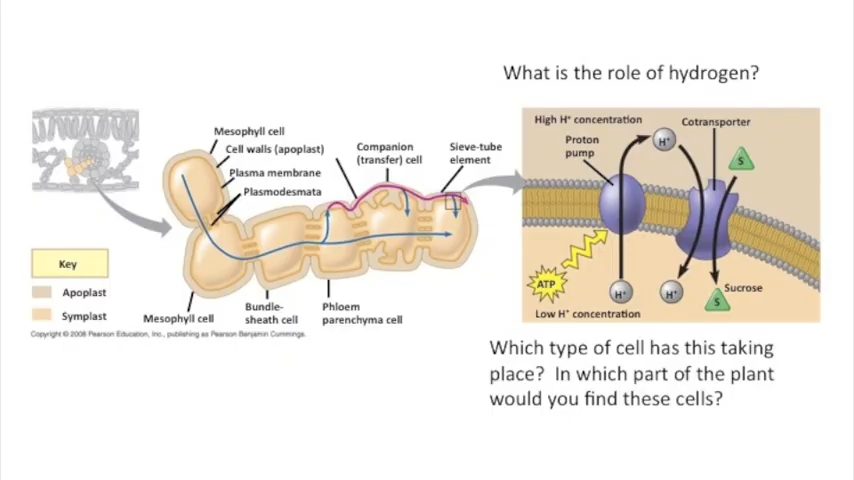 What is the role of hydrogen?
Mesophyll cell
Cell walls (apoplast)
Plasma membrane
Plasmodesmata
Companion
(transfer) cell
Sieve-tube
element
High H⁺ concentration
Cotransporter
Proton
pump
H⁺
S
Key
Apoplast
Symplast
Mesophyll cell
Bundle-
sheath cell
Phloem
parenchyma cell
ATP
H⁺
H⁺
S
Sucrose
Low H⁺ concentration
Copyright © 2008 Pearson Education, Inc., publishing as Pearson Benjamin Cummings.
Which type of cell has this taking
place? In which part of the plant
would you find these cells?